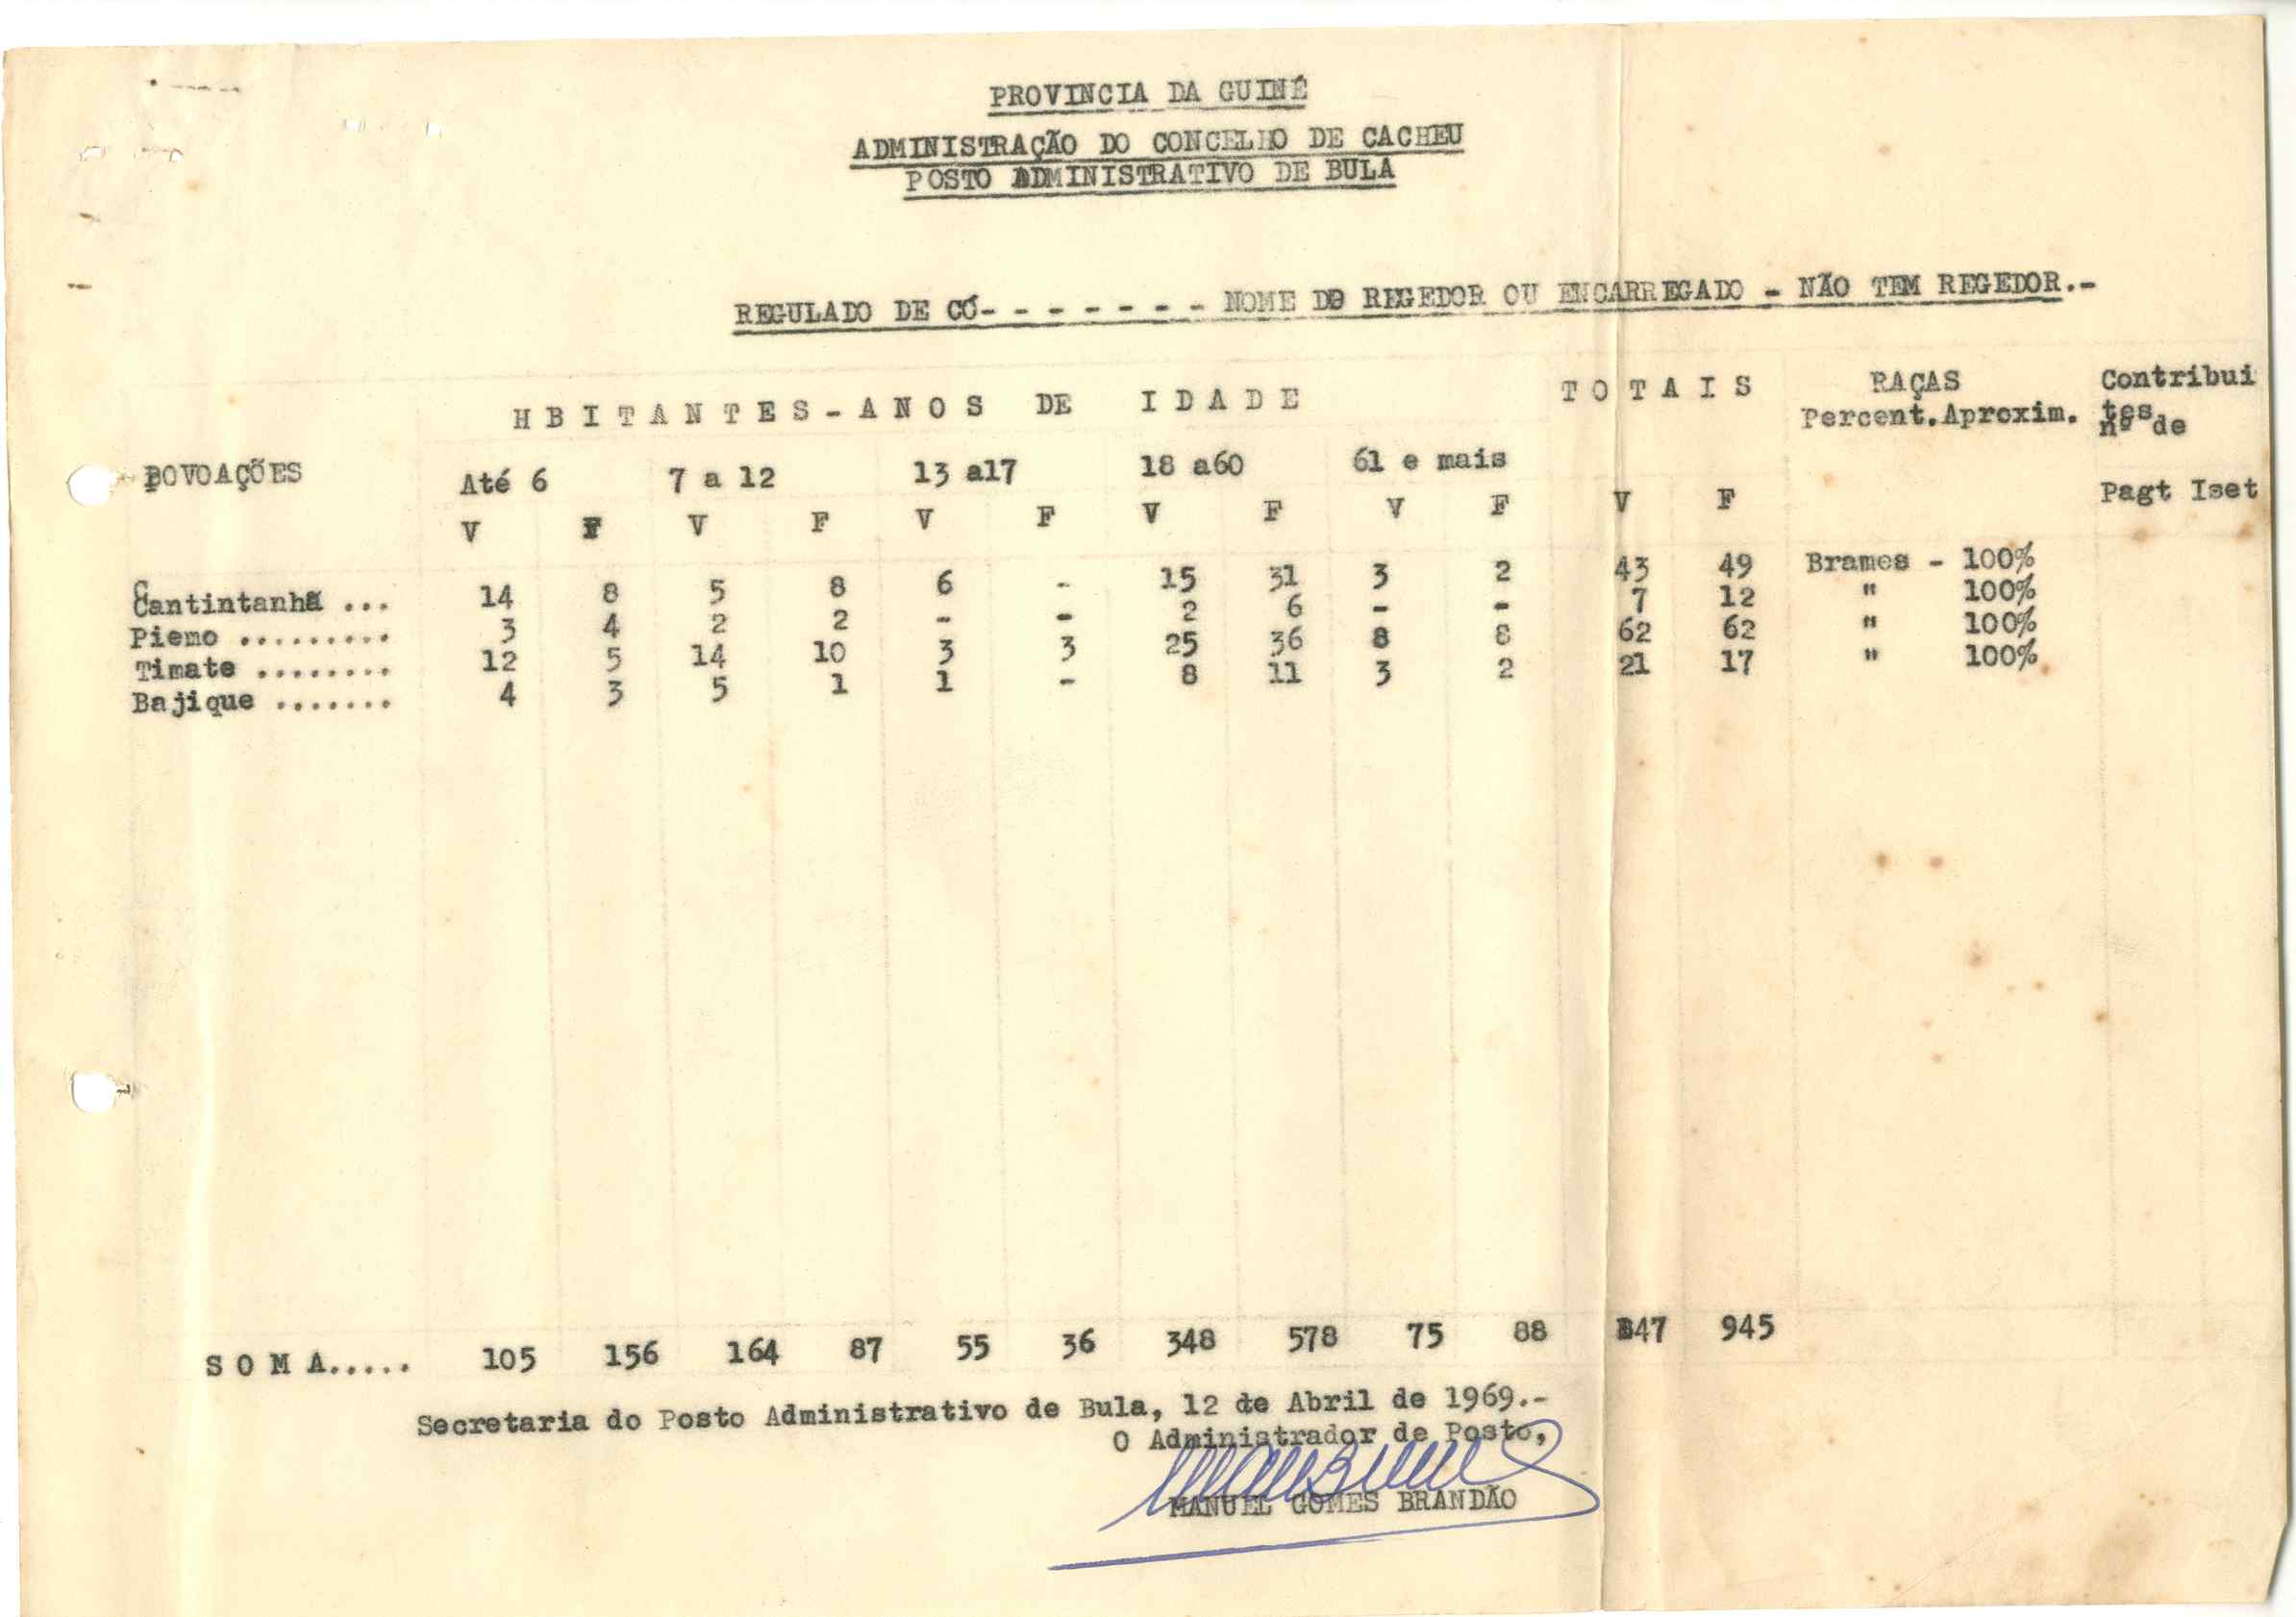 PROVINCIA DA GUINÉ
ADMINISTRAÇÃO DO CONCELHO DE CACHEU
POSTO ADMINISTRATIVO DE BULA
REGULADO DE CÓ- - - - - - - NOME DO REGEDOR OU ENCARREGADO - NÃO TEM REGEDOR.-
HBITANTES-ANOS DE IDADE TOTAIS RAÇAS Contribui
Percent.Aproxim. tes
nº de
POVOAÇÕES Até 6 7 a 12 13 a17 18 a60 61 e mais Pagt Iset
V F V F V F V F V F V F
Cantintanhã ... 14 8 5 8 6 - 15 31 3 2 43 49 Brames - 100%
Piemo ......... 3 4 2 2 - - 2 6 - - 7 12 " 100%
Timate ........ 12 5 14 10 3 3 25 36 8 8 62 62 " 100%
Bajique ....... 4 3 5 1 1 - 8 11 3 2 21 17 " 100%
SOMA..... 105 156 164 87 55 36 348 578 75 88 847 945
Secretaria do Posto Administrativo de Bula, 12 de Abril de 1969.-
O Administrador de Posto,
MANUEL GOMES BRANDÃO